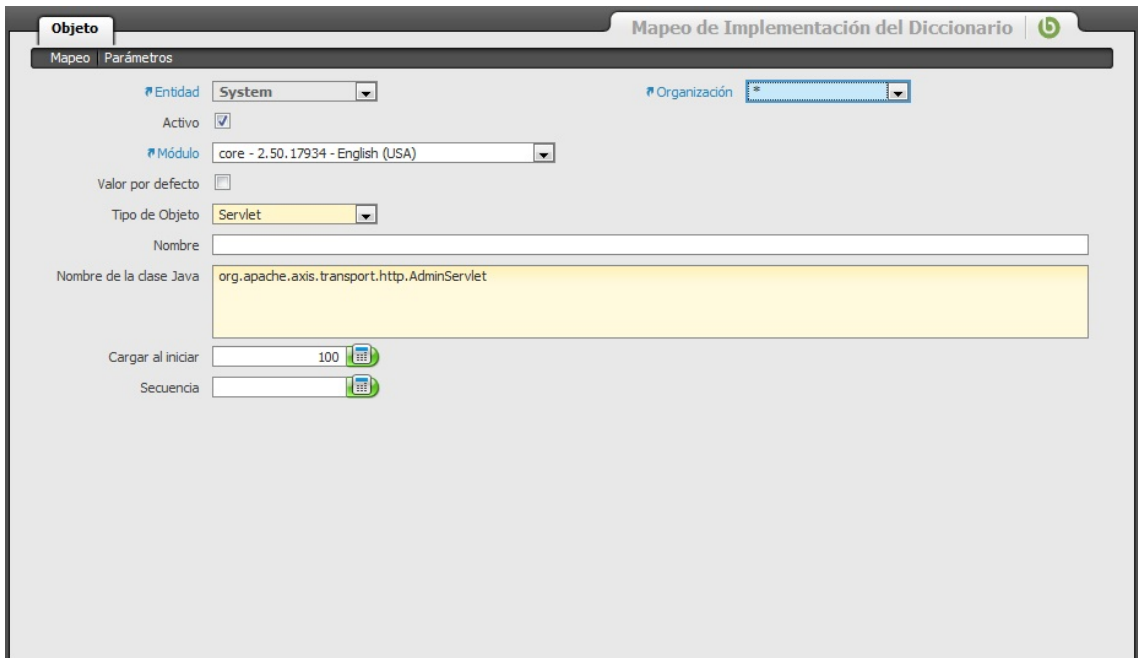 Objeto
Mapeo de Implementación del Diccionario
Mapeo Parámetros
Entidad System Organización *
Activo
Módulo core - 2.50.17934 - English (USA)
Valor por defecto
Tipo de Objeto Servlet
Nombre
Nombre de la clase Java org.apache.axis.transport.http.AdminServlet
Cargar al iniciar 100
Secuencia